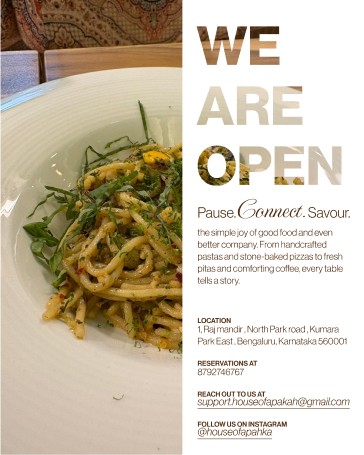 WE
ARE
OPEN
Pause. Connect. Savour.
the simple joy of good food and even
better company. From handcrafted
pastas and stone-baked pizzas to fresh
pitas and comforting coffee, every table
tells a story.
LOCATION
1, Raj mandir , North Park road , Kumara
Park East , Bengaluru, Karnataka 560001
RESERVATIONS AT
8792746767
REACH OUT TO US AT
support.houseofapakah@gmail.com
FOLLOW US ON INSTAGRAM
@houseofapahka